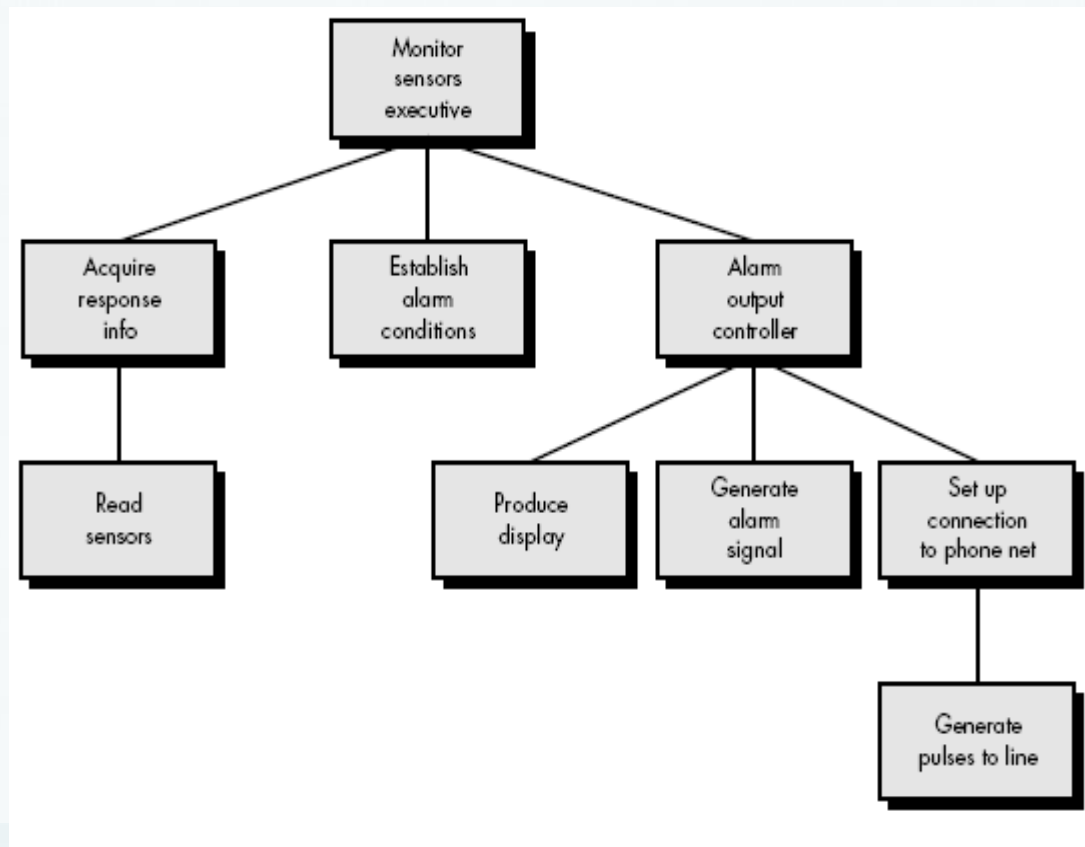 Monitor
sensors
executive
Acquire
response
info
Establish
alarm
conditions
Alarm
output
controller
Read
sensors
Produce
display
Generate
alarm
signal
Set up
connection
to phone net
Generate
pulses to line